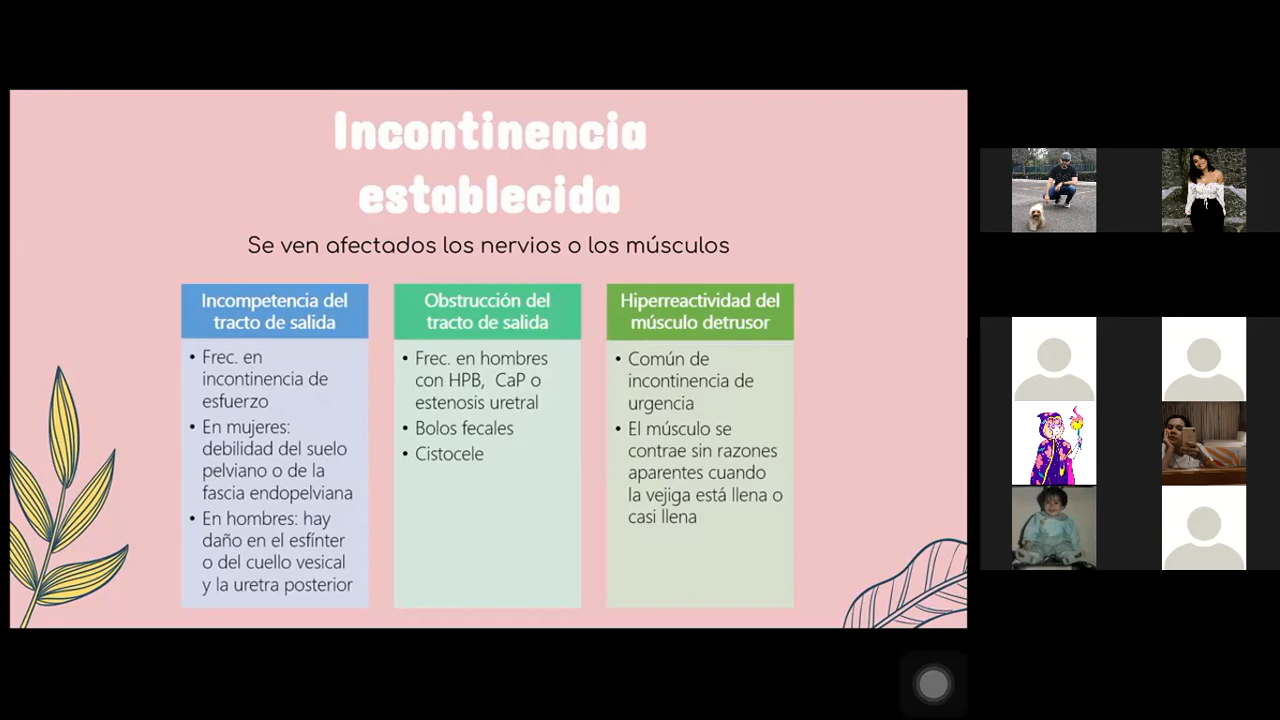 Incontinencia
establecida
Se ven afectados los nervios o los músculos
Incompetencia del
tracto de salida
• Frec. en
incontinencia de
esfuerzo
• En mujeres:
debilidad del suelo
pelviano o de la
fascia endopelviana
• En hombres: hay
daño en el esfínter
o del cuello vesical
y la uretra posterior
Obstrucción del
tracto de salida
• Frec. en hombres
con HPB, CaP o
estenosis uretral
• Bolos fecales
• Cistocele
Hiperreactividad del
músculo detrusor
• Común de
incontinencia de
urgencia
• El músculo se
contrae sin razones
aparentes cuando
la vejiga está llena o
casi llena